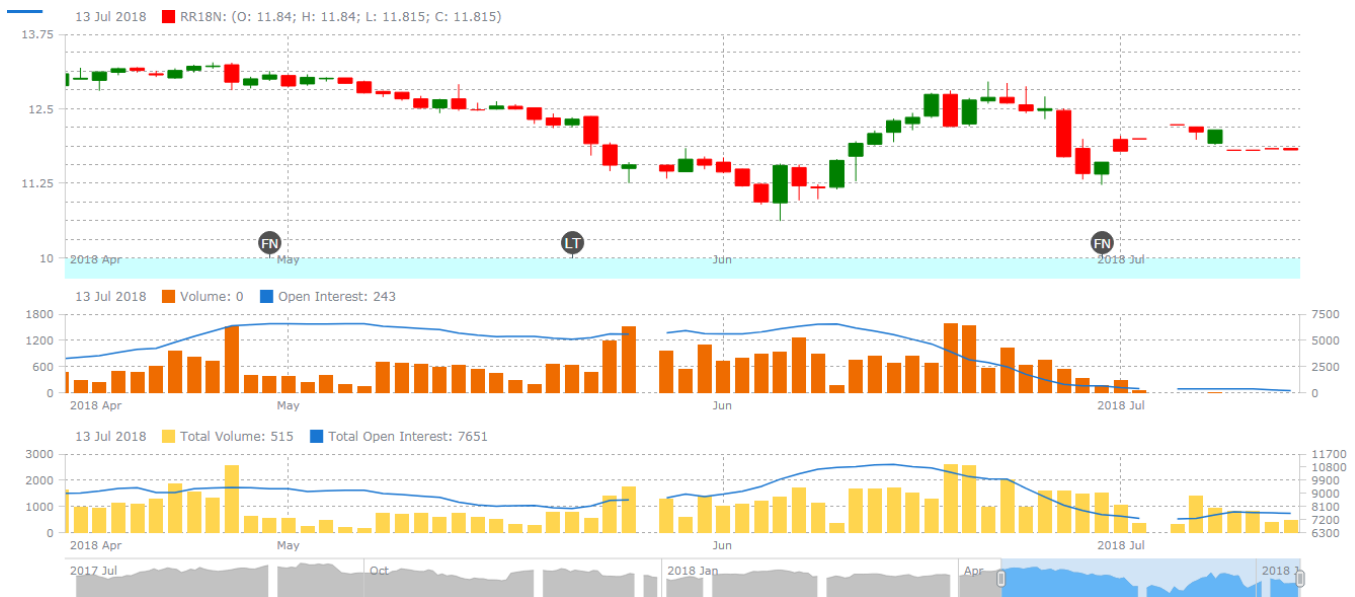 13 Jul 2018 RR18N: (O: 11.84; H: 11.84; L: 11.815; C: 11.815)
13.75
12.5
11.25
FN LT FN
10 2018 Apr May Jun 2018 Jul
13 Jul 2018 Volume: 0 Open Interest: 243
1800 7500
1200 5000
600 2500
0 0
2018 Apr May Jun 2018 Jul
13 Jul 2018 Total Volume: 515 Total Open Interest: 7651
3000 11700
10800
2000 9900
9000
1000 8100
7200
0 6300
2018 Apr May Jun 2018 Jul
2017 Jul Oct 2018 Jan Apr 2018 J